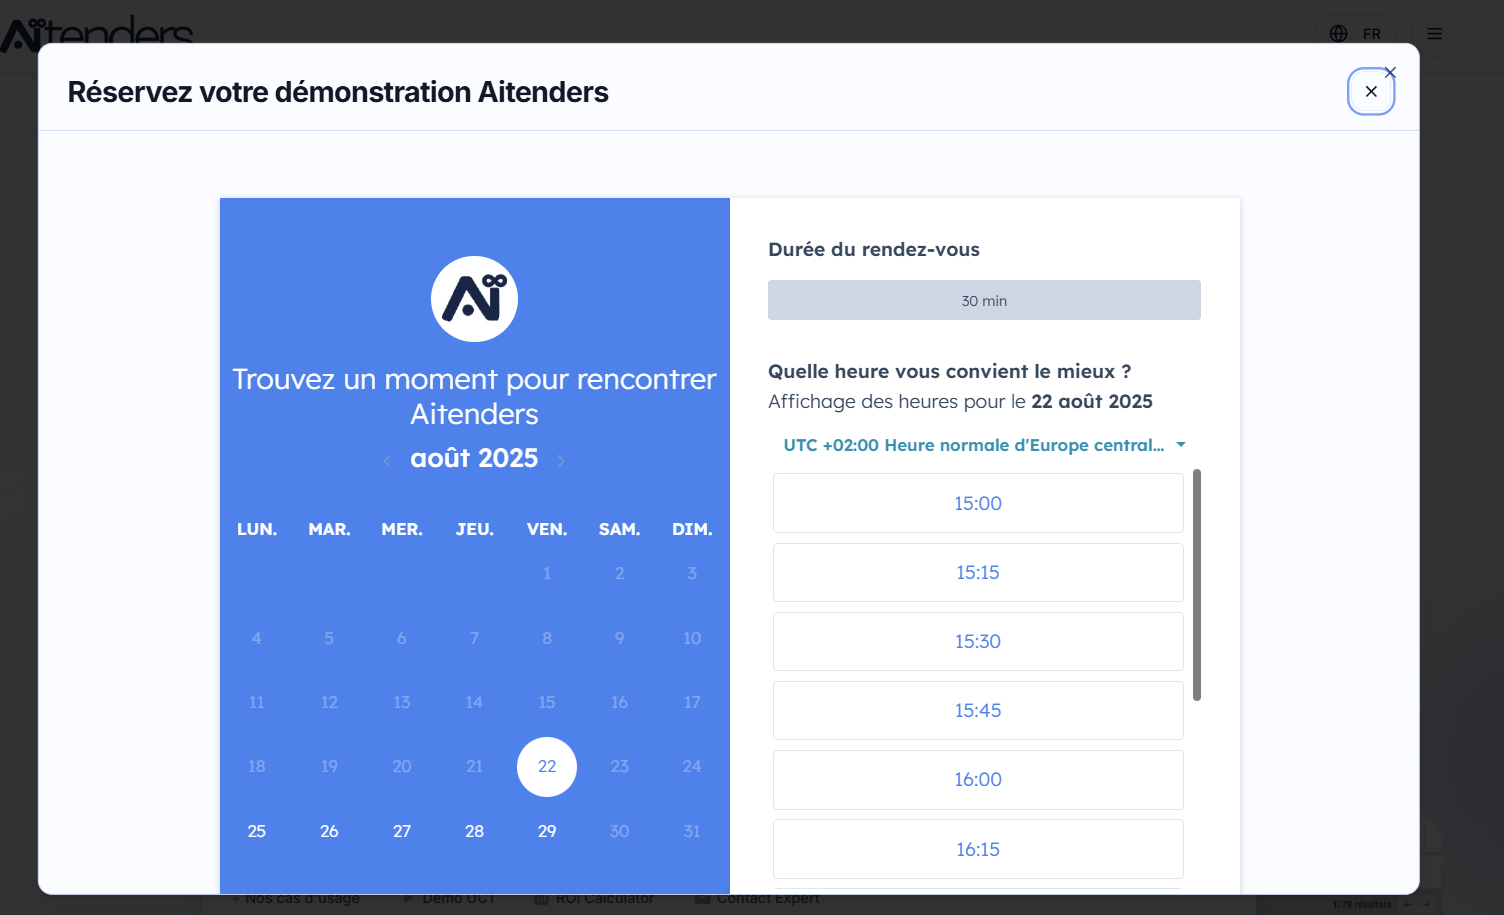 Aitenders
FR
Réservez votre démonstration Aitenders
Ai
Trouvez un moment pour rencontrer
Aitenders
août 2025
LUN. MAR. MER. JEU. VEN. SAM. DIM.
1 2 3
4 5 6 7 8 9 10
11 12 13 14 15 16 17
18 19 20 21 22 23 24
25 26 27 28 29 30 31
Durée du rendez-vous
30 min
Quelle heure vous convient le mieux ?
Affichage des heures pour le 22 août 2025
UTC +02:00 Heure normale d'Europe central...
15:00
15:15
15:30
15:45
16:00
16:15
+ Nos cas d'usage Démo UCT ROI Calculator Contact Expert
1/78 résultats